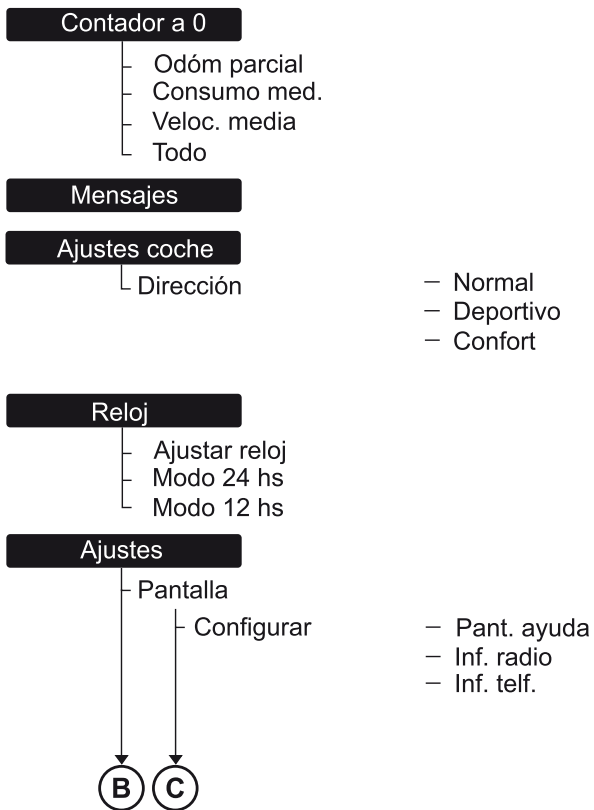 Contador a 0
Odóm parcial
Consumo med.
Veloc. media
Todo
Mensajes
Ajustes coche
Dirección
– Normal
– Deportivo
– Confort
Reloj
Ajustar reloj
Modo 24 hs
Modo 12 hs
Ajustes
Pantalla
Configurar
– Pant. ayuda
– Inf. radio
– Inf. telf.
B C